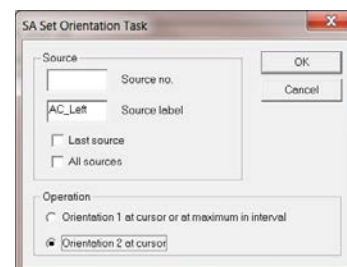 SA Set Orientation Task
Source
OK
Source no.
Cancel
AC_Left
Source label
Last source
All sources
Operation
Orientation 1 at cursor or at maximum in interval
Orientation 2 at cursor